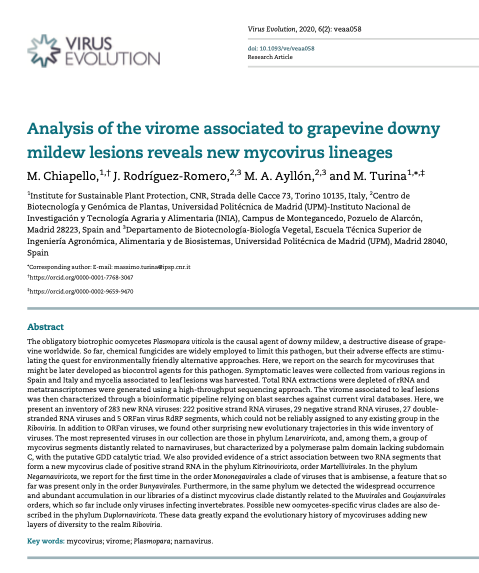 VIRUS
EVOLUTION
Virus Evolution, 2020, 6(2): veaa058
doi: 10.1093/ve/veaa058
Research Article
Analysis of the virome associated to grapevine downy
mildew lesions reveals new mycovirus lineages
M. Chiapello,1,† J. Rodríguez-Romero,2,3 M. A. Ayllón,2,3 and M. Turina1,*,‡
1Institute for Sustainable Plant Protection, CNR, Strada delle Cacce 73, Torino 10135, Italy, 2Centro de
Biotecnología y Genómica de Plantas, Universidad Politécnica de Madrid (UPM)-Instituto Nacional de
Investigación y Tecnología Agraria y Alimentaria (INIA), Campus de Montegancedo, Pozuelo de Alarcón,
Madrid 28223, Spain and 3Departamento de Biotecnología-Biología Vegetal, Escuela Técnica Superior de
Ingeniería Agronómica, Alimentaria y de Biosistemas, Universidad Politécnica de Madrid (UPM), Madrid 28040,
Spain
*Corresponding author: E-mail: massimo.turina@ipsp.cnr.it
†https://orcid.org/0000-0001-7768-3047
‡https://orcid.org/0000-0002-9659-9470
Abstract
The obligatory biotrophic oomycetes Plasmopara viticola is the causal agent of downy mildew, a destructive disease of grape-
vine worldwide. So far, chemical fungicides are widely employed to limit this pathogen, but their adverse effects are stimu-
lating the quest for environmentally friendly alternative approaches. Here, we report on the search for mycoviruses that
might be later developed as biocontrol agents for this pathogen. Symptomatic leaves were collected from various regions in
Spain and Italy and mycelia associated to leaf lesions was harvested. Total RNA extractions were depleted of rRNA and
metatranscriptomes were generated using a high-throughput sequencing approach. The virome associated to leaf lesions
was then characterized through a bioinformatic pipeline relying on blast searches against current viral databases. Here, we
present an inventory of 283 new RNA viruses: 222 positive strand RNA viruses, 29 negative strand RNA viruses, 27 double-
stranded RNA viruses and 5 ORFan virus RdRP segments, which could not be reliably assigned to any existing group in the
Riboviria. In addition to ORFan viruses, we found other surprising new evolutionary trajectories in this wide inventory of
viruses. The most represented viruses in our collection are those in phylum Lenarviricota, and, among them, a group of
mycovirus segments distantly related to narnaviruses, but characterized by a polymerase palm domain lacking subdomain
C, with the putative GDD catalytic triad. We also provided evidence of a strict association between two RNA segments that
form a new mycovirus clade of positive strand RNA in the phylum Kitrinoviricota, order Martellivirales. In the phylum
Negarnaviricota, we report for the first time in the order Mononegavirales a clade of viruses that is ambisense, a feature that so
far was present only in the order Bunyavirales. Furthermore, in the same phylum we detected the widespread occurrence
and abundant accumulation in our libraries of a distinct mycovirus clade distantly related to the Muvirales and Goujianvirales
orders, which so far include only viruses infecting invertebrates. Possible new oomycetes-specific virus clades are also de-
scribed in the phylum Duplornaviricota. These data greatly expand the evolutionary history of mycoviruses adding new
layers of diversity to the realm Riboviria.
Key words: mycovirus; virome; Plasmopara; narnavirus.